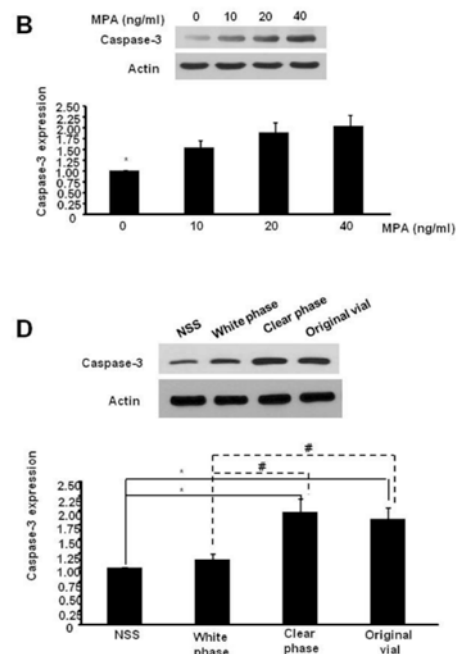 B
MPA (ng/ml) 0 10 20 40
Caspase-3
Actin
Caspase-3 expression
2.50
2.25
2.00
1.75
1.50
1.25
1.00
0.75
0.50
0.25
0
*
0 10 20 40 MPA (ng/ml)
D
NSS White phase Clear phase Original vial
Caspase-3
Actin
Caspase-3 expression
2.50
2.25
2.00
1.75
1.50
1.25
1.00
0.75
0.50
0.25
0
#
#
*
*
NSS White phase Clear phase Original vial